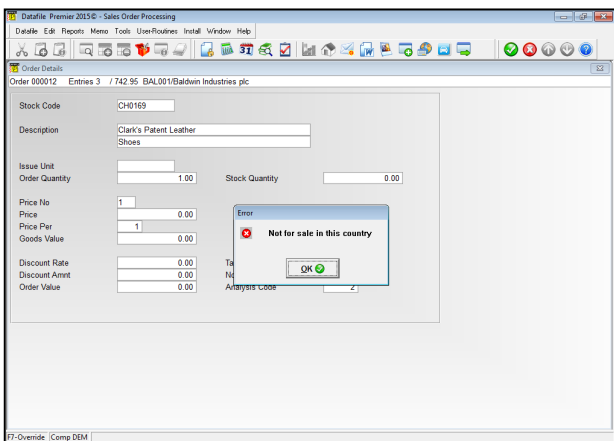 Datafile Premier 2015© - Sales Order Processing
Datafile Edit Reports Memo Tools User-Routines Install Window Help
Order Details
Order 000012 Entries 3 / 742.95 BAL001/Baldwin Industries plc
Stock Code CH0169
Description Clark's Patent Leather
Shoes
Issue Unit
Order Quantity 1.00 Stock Quantity 0.00
Price No 1
Price 0.00
Price Per 1
Goods Value 0.00
Error
Not for sale in this country
OK
Discount Rate 0.00 Ta
Discount Amnt 0.00 No
Order Value 0.00 Analysis Code 2
F7-Override Comp DEM